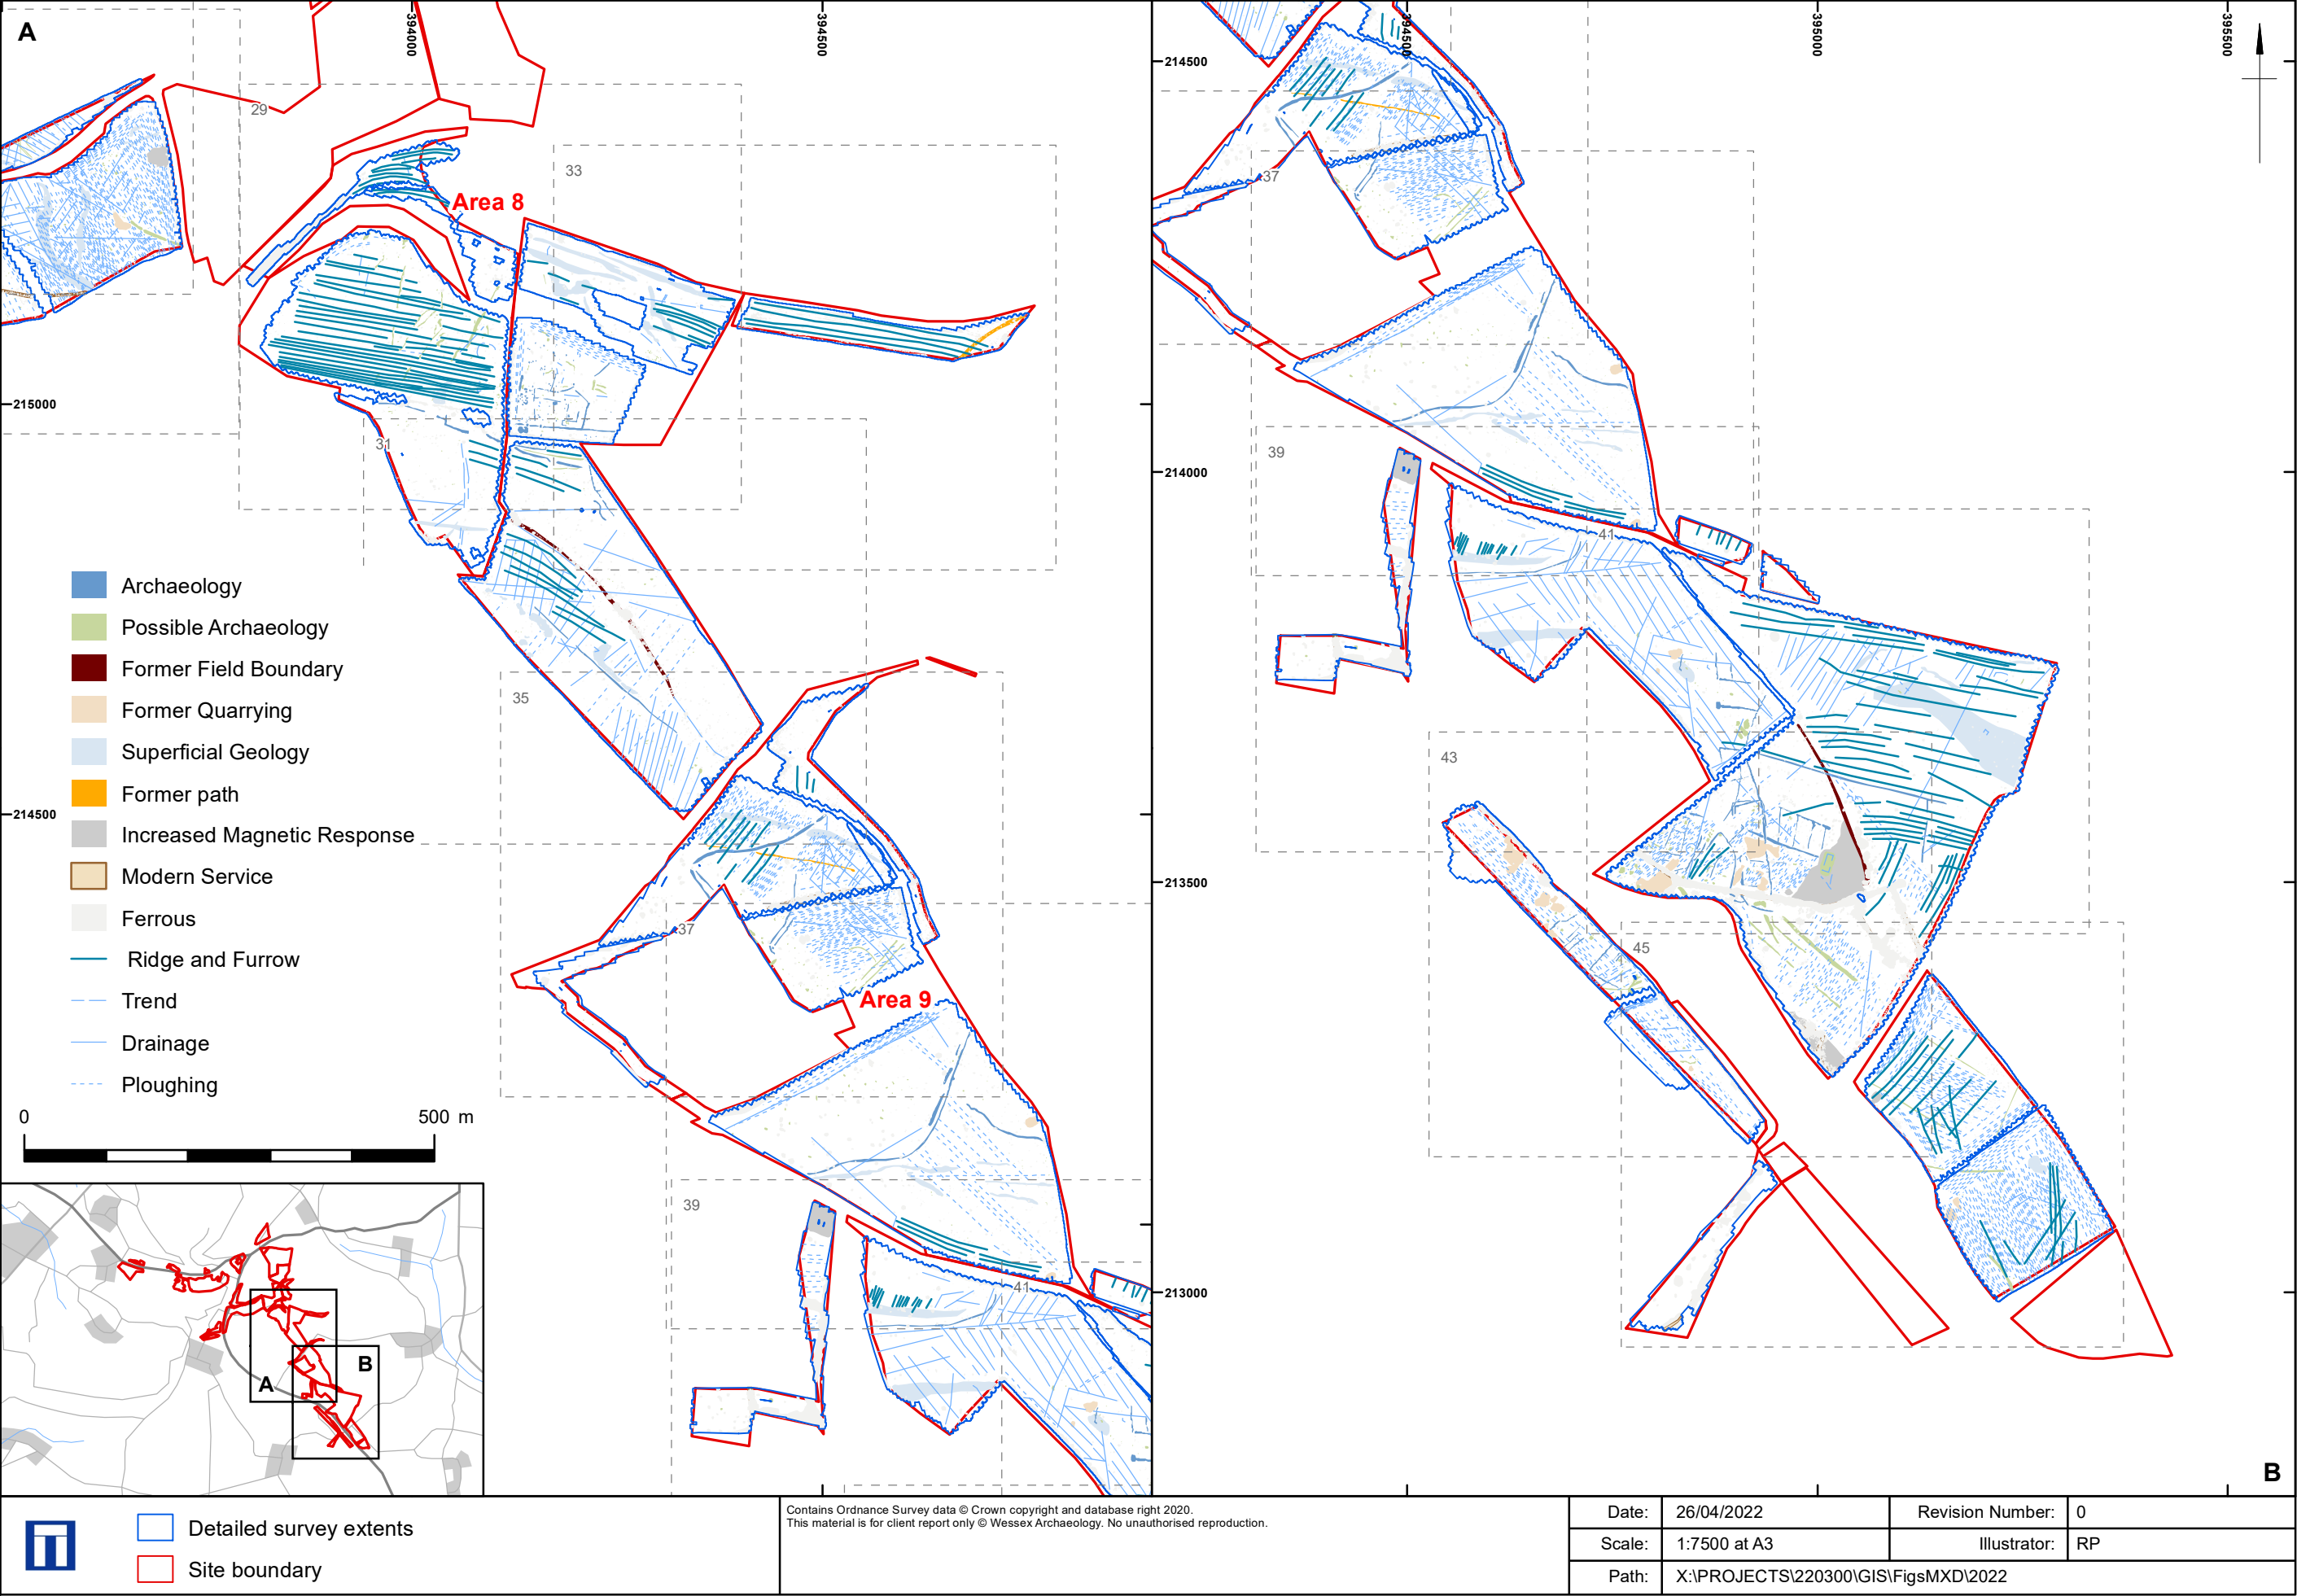 A
394000
394500
394500
395000
395500
214500
29
33
Area 8
37
215000
31
39
214000
41
Archaeology
Possible Archaeology
Former Field Boundary
Former Quarrying
Superficial Geology
Former path
Increased Magnetic Response
Modern Service
Ferrous
Ridge and Furrow
Trend
Drainage
Ploughing
35
214500
43
213500
37
45
Area 9
0 500 m
39
41
213000
A
B
B
Detailed survey extents
Site boundary
Contains Ordnance Survey data © Crown copyright and database right 2020.
This material is for client report only © Wessex Archaeology. No unauthorised reproduction.
Date: 26/04/2022 Revision Number: 0
Scale: 1:7500 at A3 Illustrator: RP
Path: X:\PROJECTS\220300\GIS\FigsMXD\2022